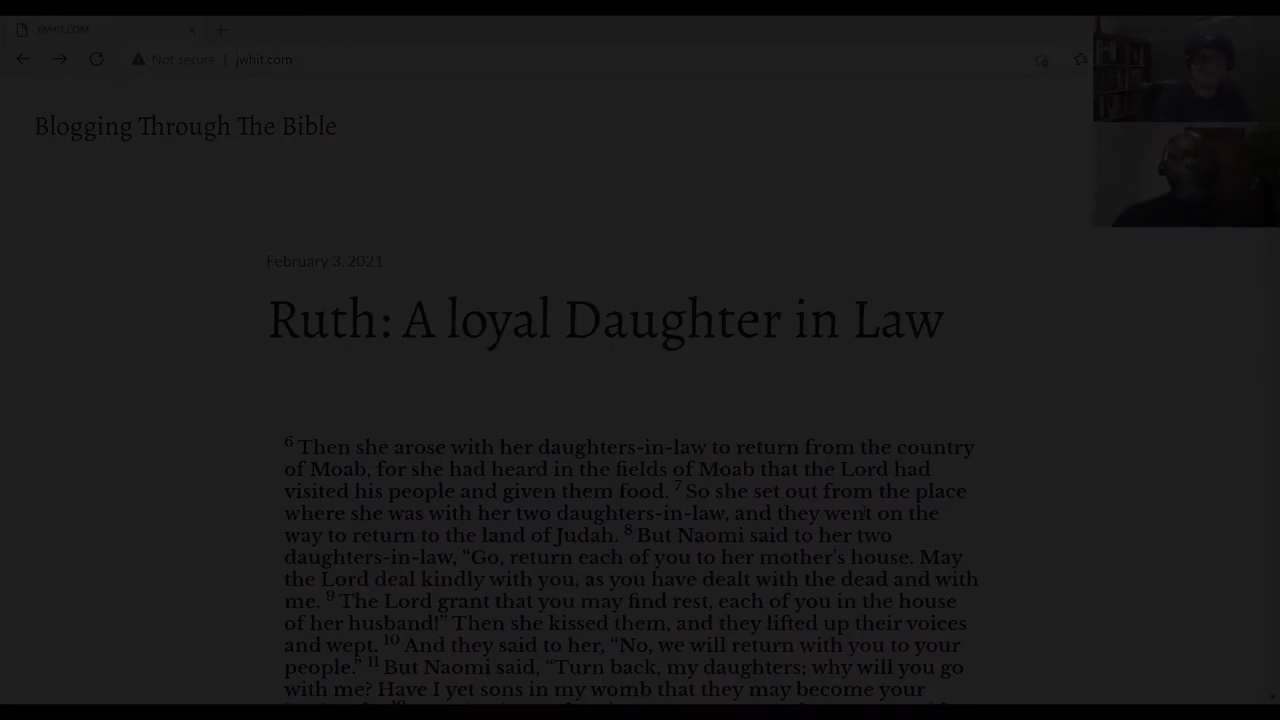 JWHIT.COM
Not secure | jwhit.com
Blogging Through The Bible
February 3, 2021
Ruth: A loyal Daughter in Law
6 Then she arose with her daughters-in-law to return from the country
of Moab, for she had heard in the fields of Moab that the Lord had
visited his people and given them food. 7 So she set out from the place
where she was with her two daughters-in-law, and they went on the
way to return to the land of Judah. 8 But Naomi said to her two
daughters-in-law, “Go, return each of you to her mother's house. May
the Lord deal kindly with you, as you have dealt with the dead and with
me. 9 The Lord grant that you may find rest, each of you in the house
of her husband!” Then she kissed them, and they lifted up their voices
and wept. 10 And they said to her, “No, we will return with you to your
people.” 11 But Naomi said, “Turn back, my daughters; why will you go
with me? Have I yet sons in my womb that they may become your